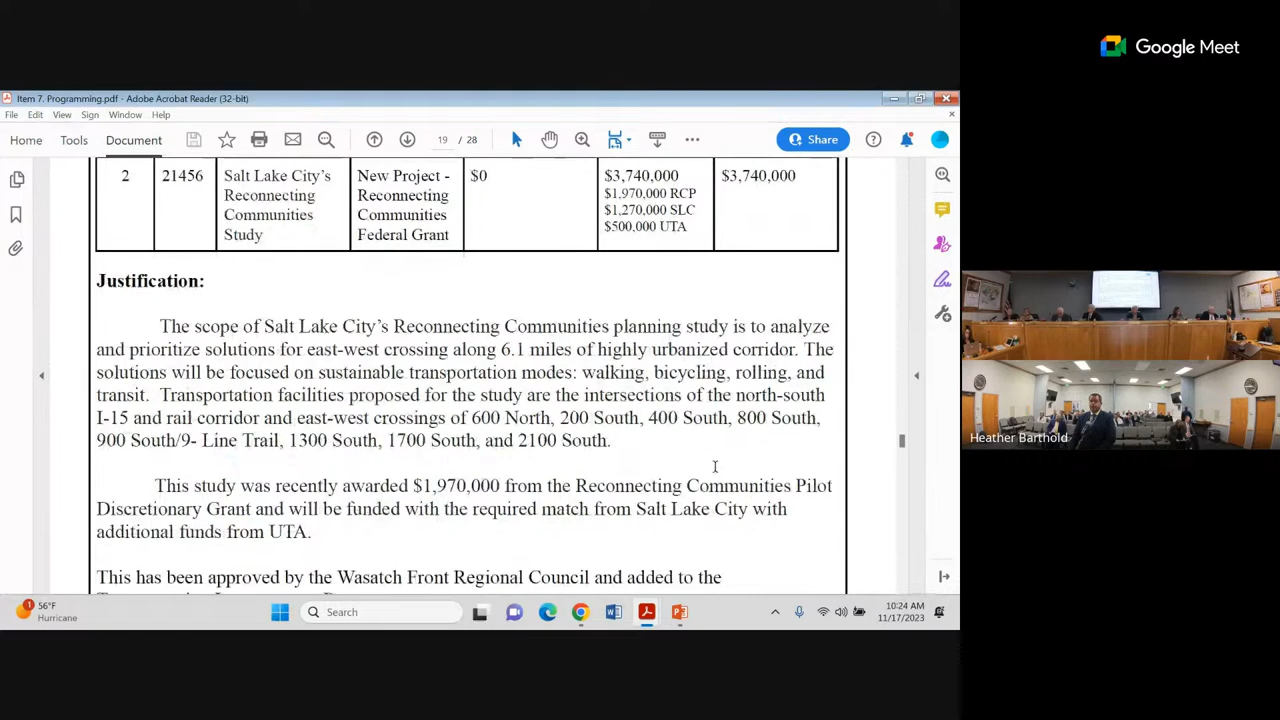 Google Meet
Item 7. Programming.pdf - Adobe Acrobat Reader (32-bit)
File Edit View Sign Window Help
Home Tools Document 19 / 28 Share
2 21456 Salt Lake City's New Project - $0 $3,740,000 $3,740,000
Reconnecting Reconnecting $1,970,000 RCP
Communities Communities $1,270,000 SLC
Study Federal Grant $500,000 UTA
Justification:
The scope of Salt Lake City's Reconnecting Communities planning study is to analyze
and prioritize solutions for east-west crossing along 6.1 miles of highly urbanized corridor. The
solutions will be focused on sustainable transportation modes: walking, bicycling, rolling, and
transit. Transportation facilities proposed for the study are the intersections of the north-south
I-15 and rail corridor and east-west crossings of 600 North, 200 South, 400 South, 800 South,
900 South/9- Line Trail, 1300 South, 1700 South, and 2100 South.
This study was recently awarded $1,970,000 from the Reconnecting Communities Pilot
Discretionary Grant and will be funded with the required match from Salt Lake City with
additional funds from UTA.
This has been approved by the Wasatch Front Regional Council and added to the
Heather Barthold
1 56°F
Hurricane
Search
10:24 AM
11/17/2023